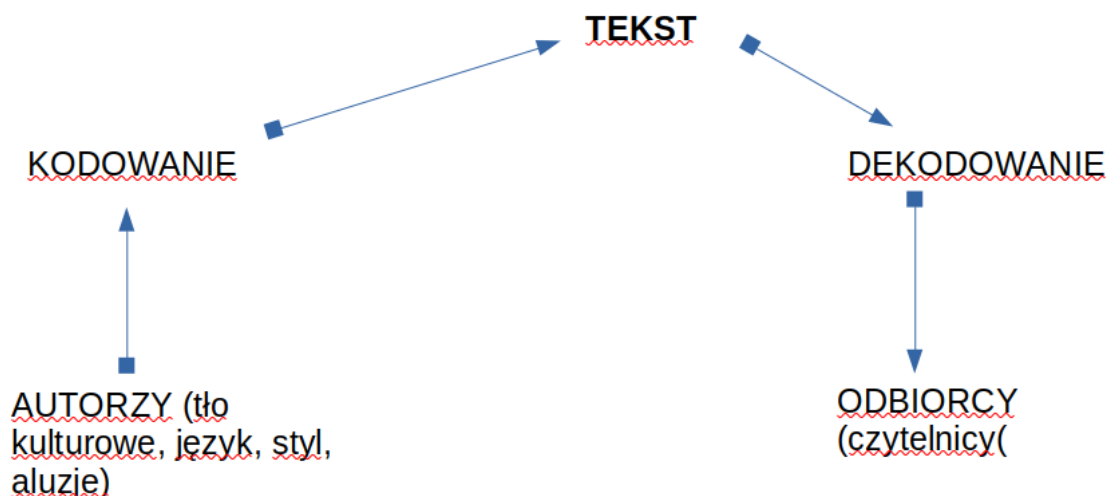 TEKST
KODOWANIE
DEKODOWANIE
AUTORZY (tło
kulturowe, język, styl,
aluzje)
ODBIORCY
(czytelnicy(